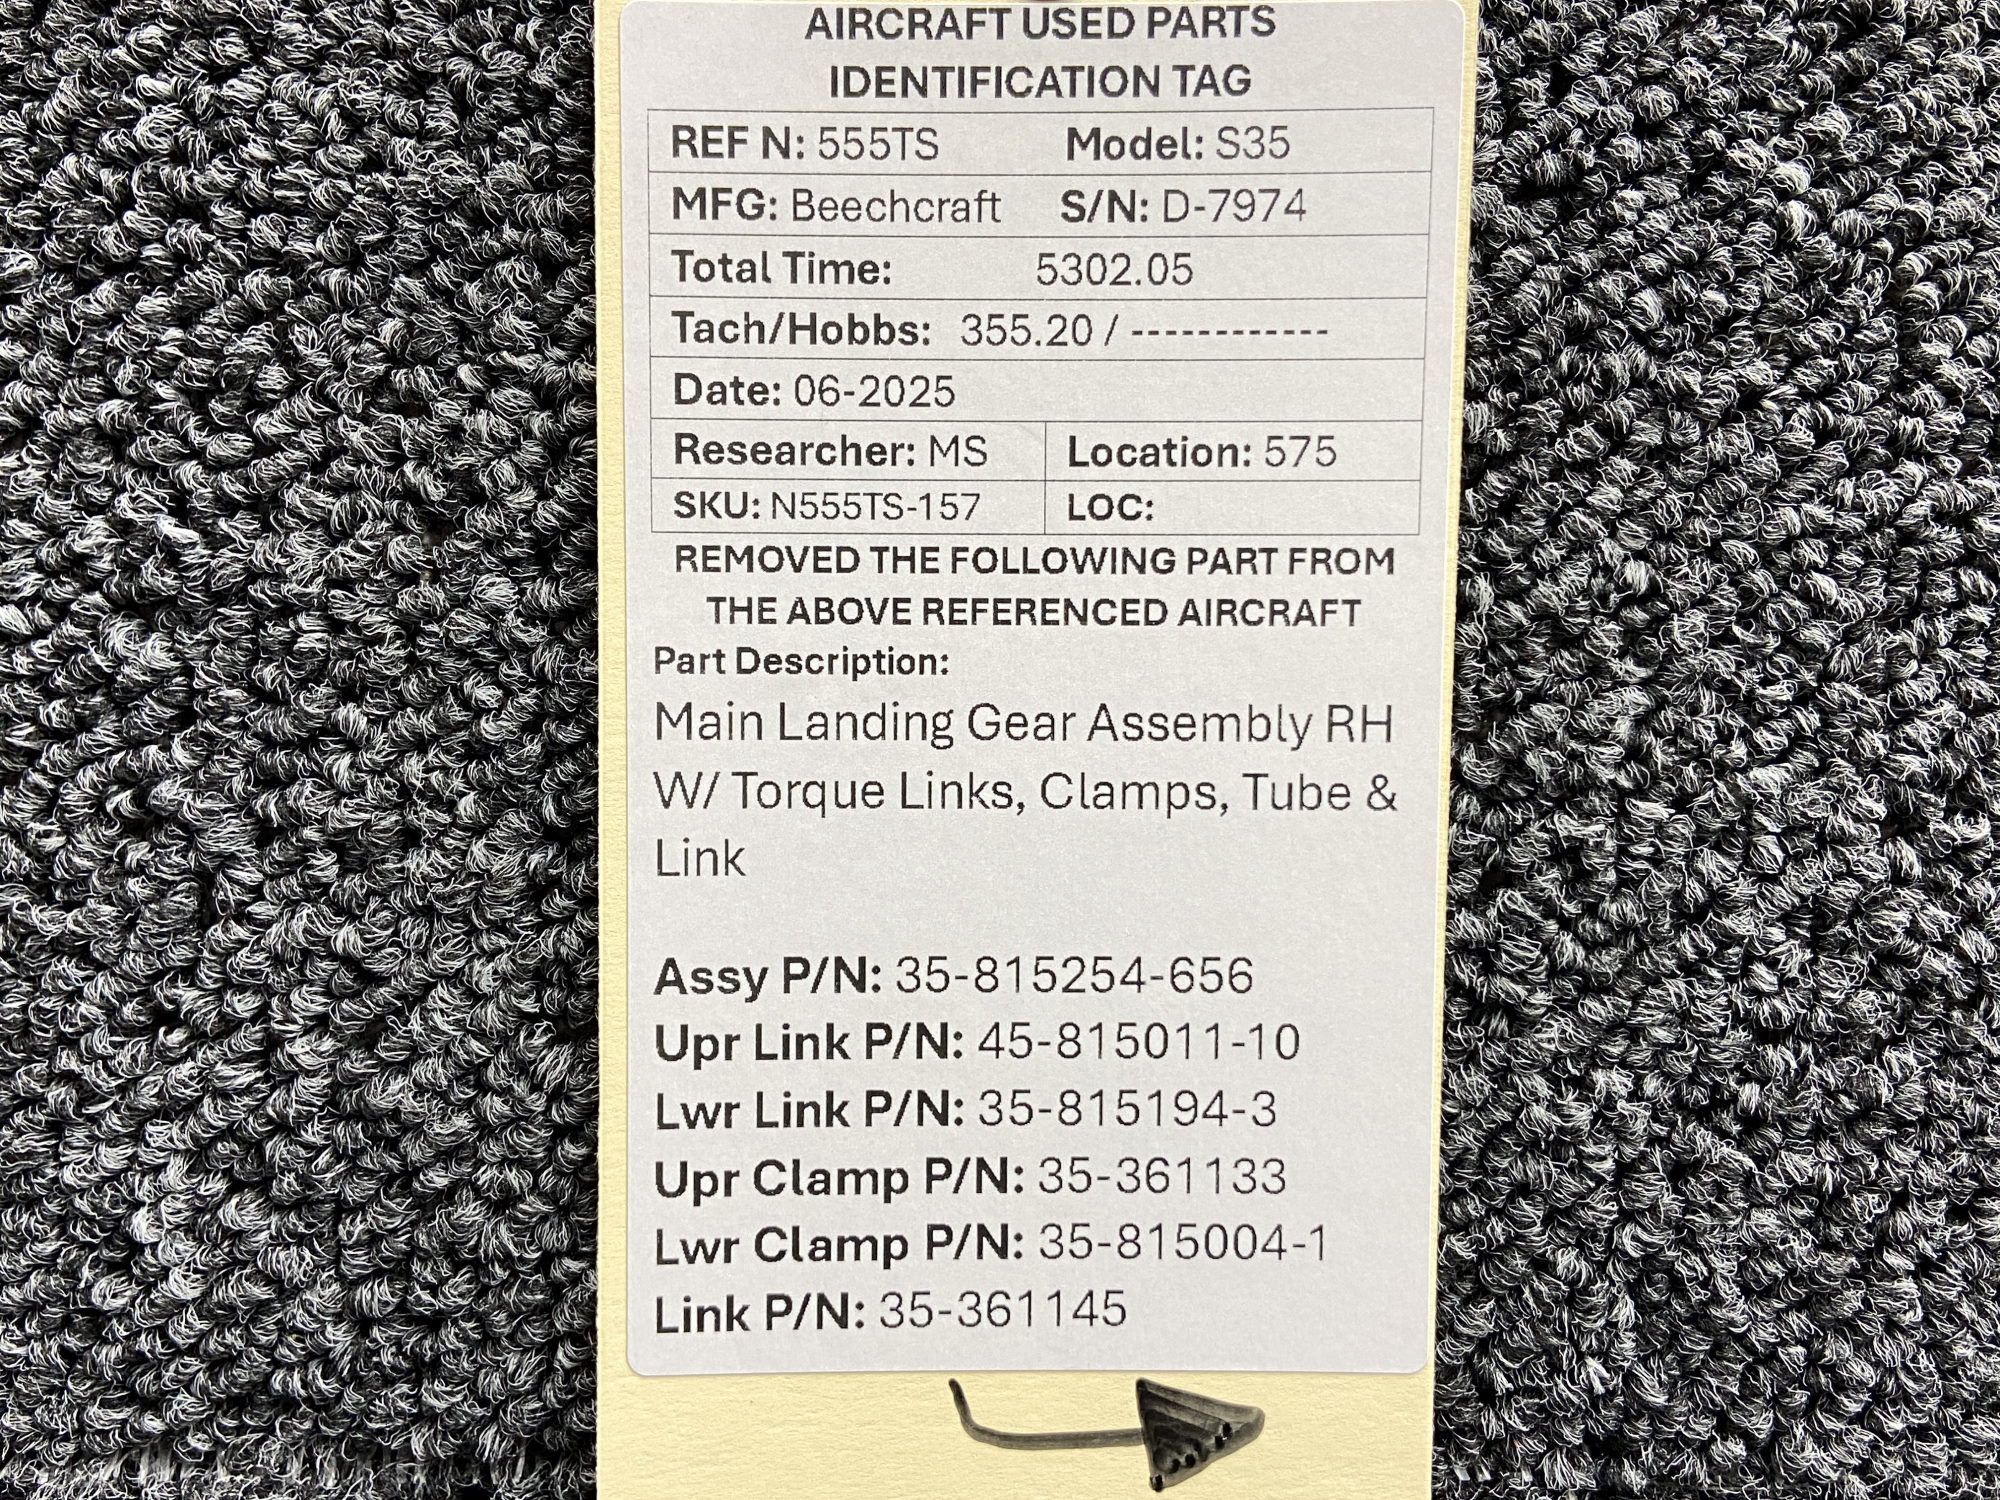 AIRCRAFT USED PARTS
IDENTIFICATION TAG
REF N: 555TS Model: S35
MFG: Beechcraft S/N: D-7974
Total Time: 5302.05
Tach/Hobbs: 355.20 / ------------
Date: 06-2025
Researcher: MS Location: 575
SKU: N555TS-157 LOC:
REMOVED THE FOLLOWING PART FROM
THE ABOVE REFERENCED AIRCRAFT
Part Description:
Main Landing Gear Assembly RH
W/ Torque Links, Clamps, Tube &
Link
Assy P/N: 35-815254-656
Upr Link P/N: 45-815011-10
Lwr Link P/N: 35-815194-3
Upr Clamp P/N: 35-361133
Lwr Clamp P/N: 35-815004-1
Link P/N: 35-361145